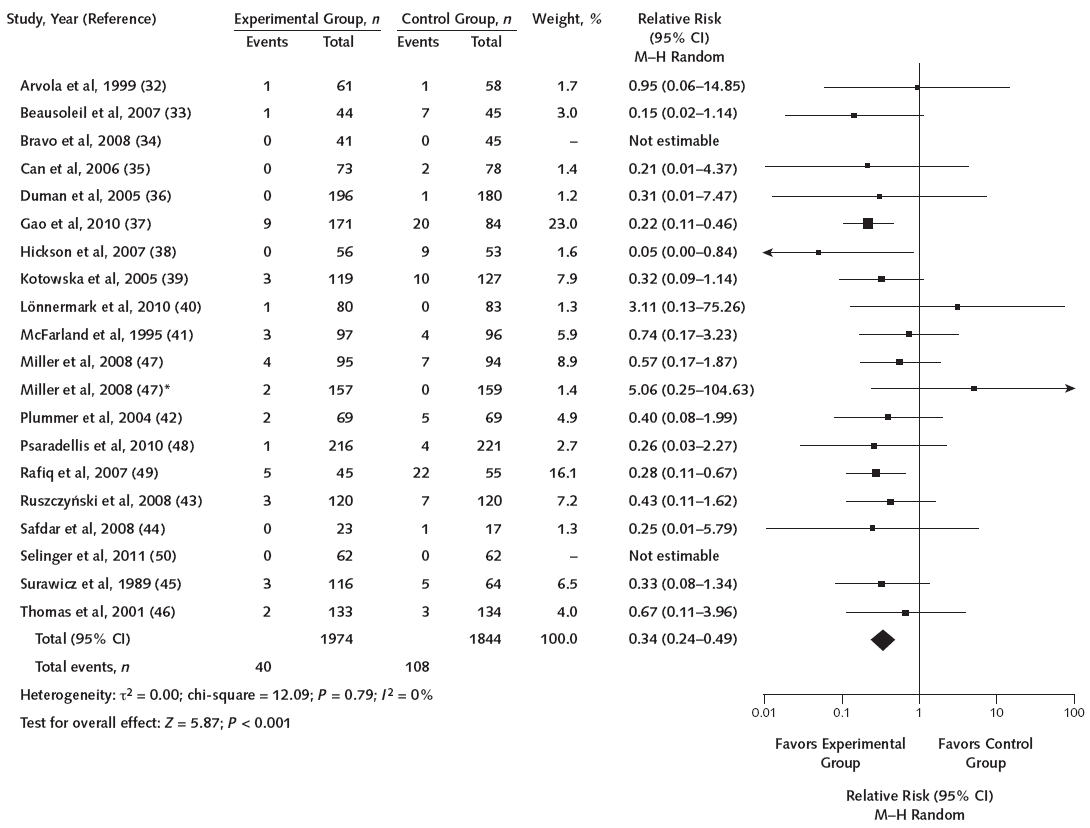 Study, Year (Reference) Experimental Group, n Control Group, n Weight, % Relative Risk
(95% CI)
M–H Random
Events Total Events Total
Arvola et al, 1999 (32) 1 61 1 58 1.7 0.95 (0.06–14.85)
Beausoleil et al, 2007 (33) 1 44 7 45 3.0 0.15 (0.02–1.14)
Bravo et al, 2008 (34) 0 41 0 45 – Not estimable
Can et al, 2006 (35) 0 73 2 78 1.4 0.21 (0.01–4.37)
Duman et al, 2005 (36) 0 196 1 180 1.2 0.31 (0.01–7.47)
Gao et al, 2010 (37) 9 171 20 84 23.0 0.22 (0.11–0.46)
Hickson et al, 2007 (38) 0 56 9 53 1.6 0.05 (0.00–0.84)
Kotowska et al, 2005 (39) 3 119 10 127 7.9 0.32 (0.09–1.14)
Lönnermark et al, 2010 (40) 1 80 0 83 1.3 3.11 (0.13–75.26)
McFarland et al, 1995 (41) 3 97 4 96 5.9 0.74 (0.17–3.23)
Miller et al, 2008 (47) 4 95 7 94 8.9 0.57 (0.17–1.87)
Miller et al, 2008 (47)* 2 157 0 159 1.4 5.06 (0.25–104.63)
Plummer et al, 2004 (42) 2 69 5 69 4.9 0.40 (0.08–1.99)
Psaradellis et al, 2010 (48) 1 216 4 221 2.7 0.26 (0.03–2.27)
Rafiq et al, 2007 (49) 5 45 22 55 16.1 0.28 (0.11–0.67)
Ruszczyński et al, 2008 (43) 3 120 7 120 7.2 0.43 (0.11–1.62)
Safdar et al, 2008 (44) 0 23 1 17 1.3 0.25 (0.01–5.79)
Selinger et al, 2011 (50) 0 62 0 62 – Not estimable
Surawicz et al, 1989 (45) 3 116 5 64 6.5 0.33 (0.08–1.34)
Thomas et al, 2001 (46) 2 133 3 134 4.0 0.67 (0.11–3.96)
Total (95% CI) 1974 1844 100.0 0.34 (0.24–0.49)
Total events, n 40 108
Heterogeneity: τ2 = 0.00; chi-square = 12.09; P = 0.79; I2 = 0%
Test for overall effect: Z = 5.87; P < 0.001
0.01 0.1 1 10 100
Favors Experimental Favors Control
Group Group
Relative Risk (95% CI)
M–H Random